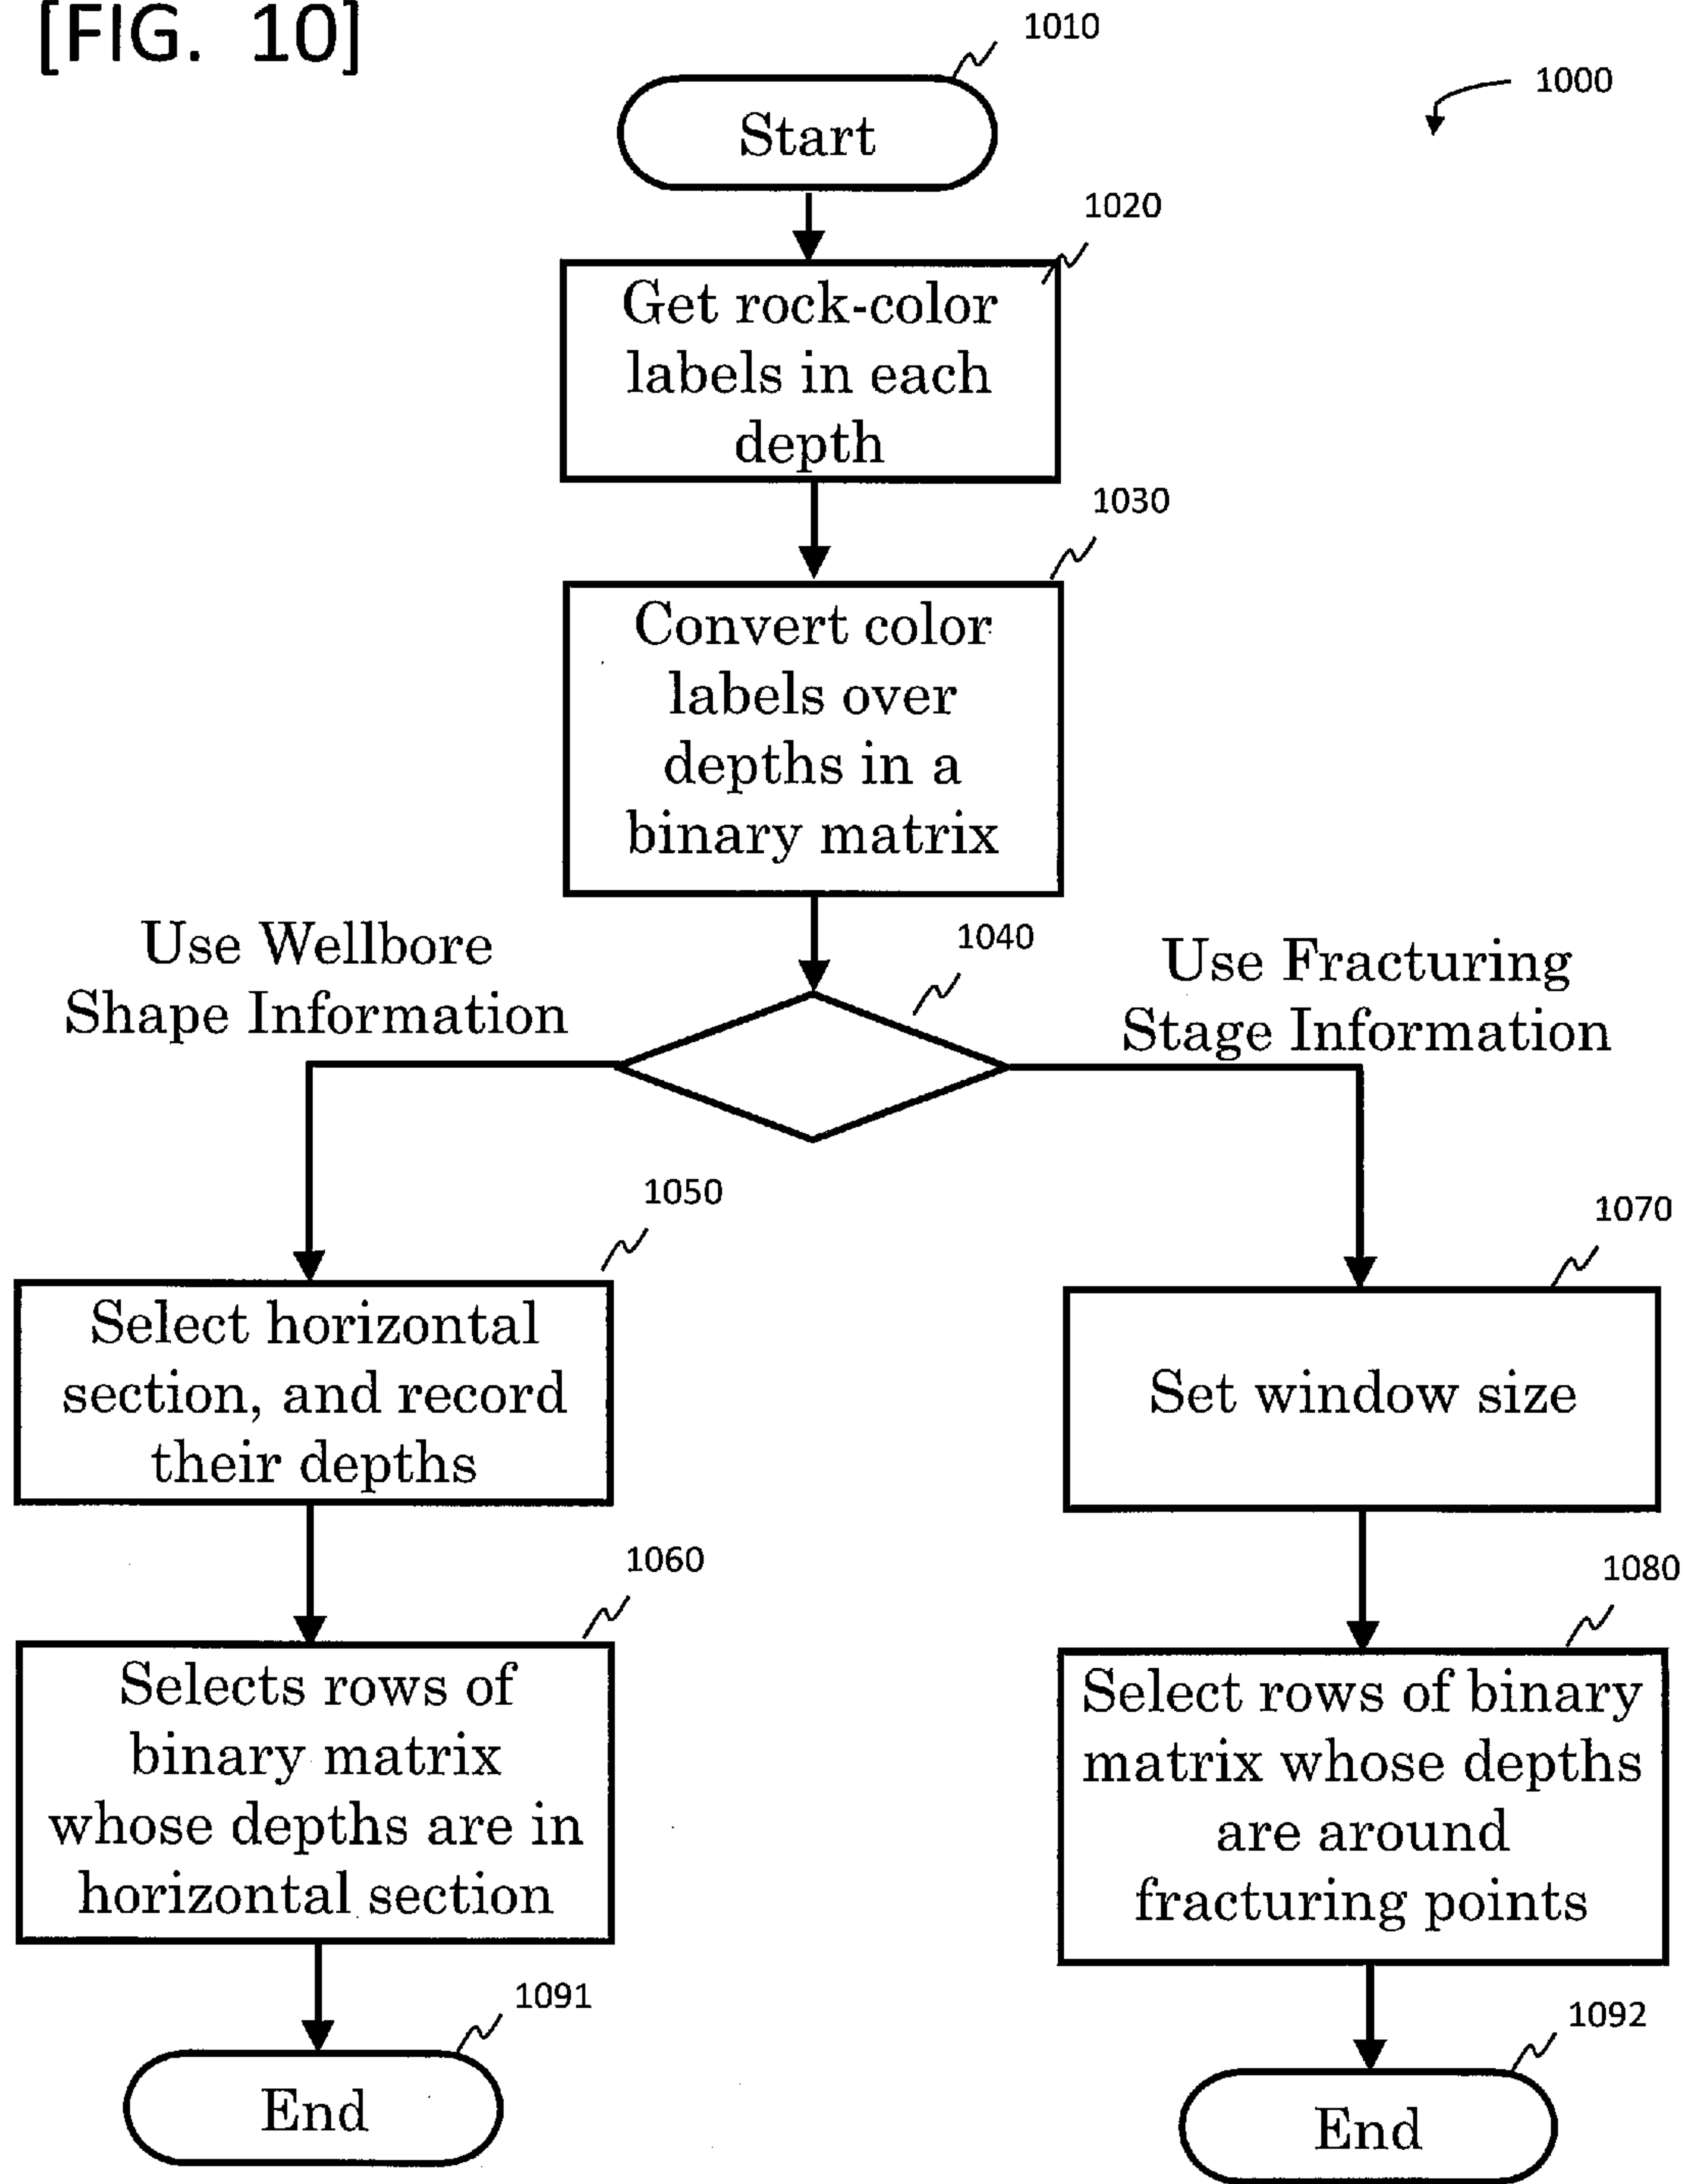 [FIG. 10]
1010
1000
Start
1020
Get rock-color
labels in each
depth
1030
Convert color
labels over
depths in a
binary matrix
1040
Use Wellbore
Shape Information
Use Fracturing
Stage Information
1050
Select horizontal
section, and record
their depths
1070
Set window size
1060
Selects rows of
binary matrix
whose depths are in
horizontal section
1080
Select rows of binary
matrix whose depths
are around
fracturing points
1091
End
1092
End